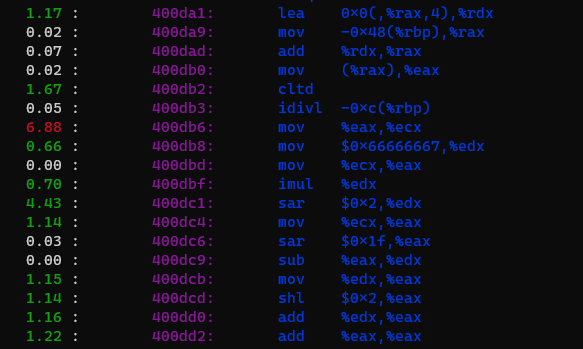 1.17 : 400da1: lea 0x0(,%rax,4),%rdx
0.02 : 400da9: mov -0x48(%rbp),%rax
0.07 : 400dad: add %rdx,%rax
0.02 : 400db0: mov (%rax),%eax
1.67 : 400db2: cltd
0.05 : 400db3: idivl -0xc(%rbp)
6.88 : 400db6: mov %eax,%ecx
0.66 : 400db8: mov $0x66666667,%edx
0.00 : 400dbd: mov %ecx,%eax
0.70 : 400dbf: imul %edx
4.43 : 400dc1: sar $0x2,%edx
1.14 : 400dc4: mov %ecx,%eax
0.03 : 400dc6: sar $0x1f,%eax
0.00 : 400dc9: sub %eax,%edx
1.15 : 400dcb: mov %edx,%eax
1.14 : 400dcd: shl $0x2,%eax
1.16 : 400dd0: add %edx,%eax
1.22 : 400dd2: add %eax,%eax